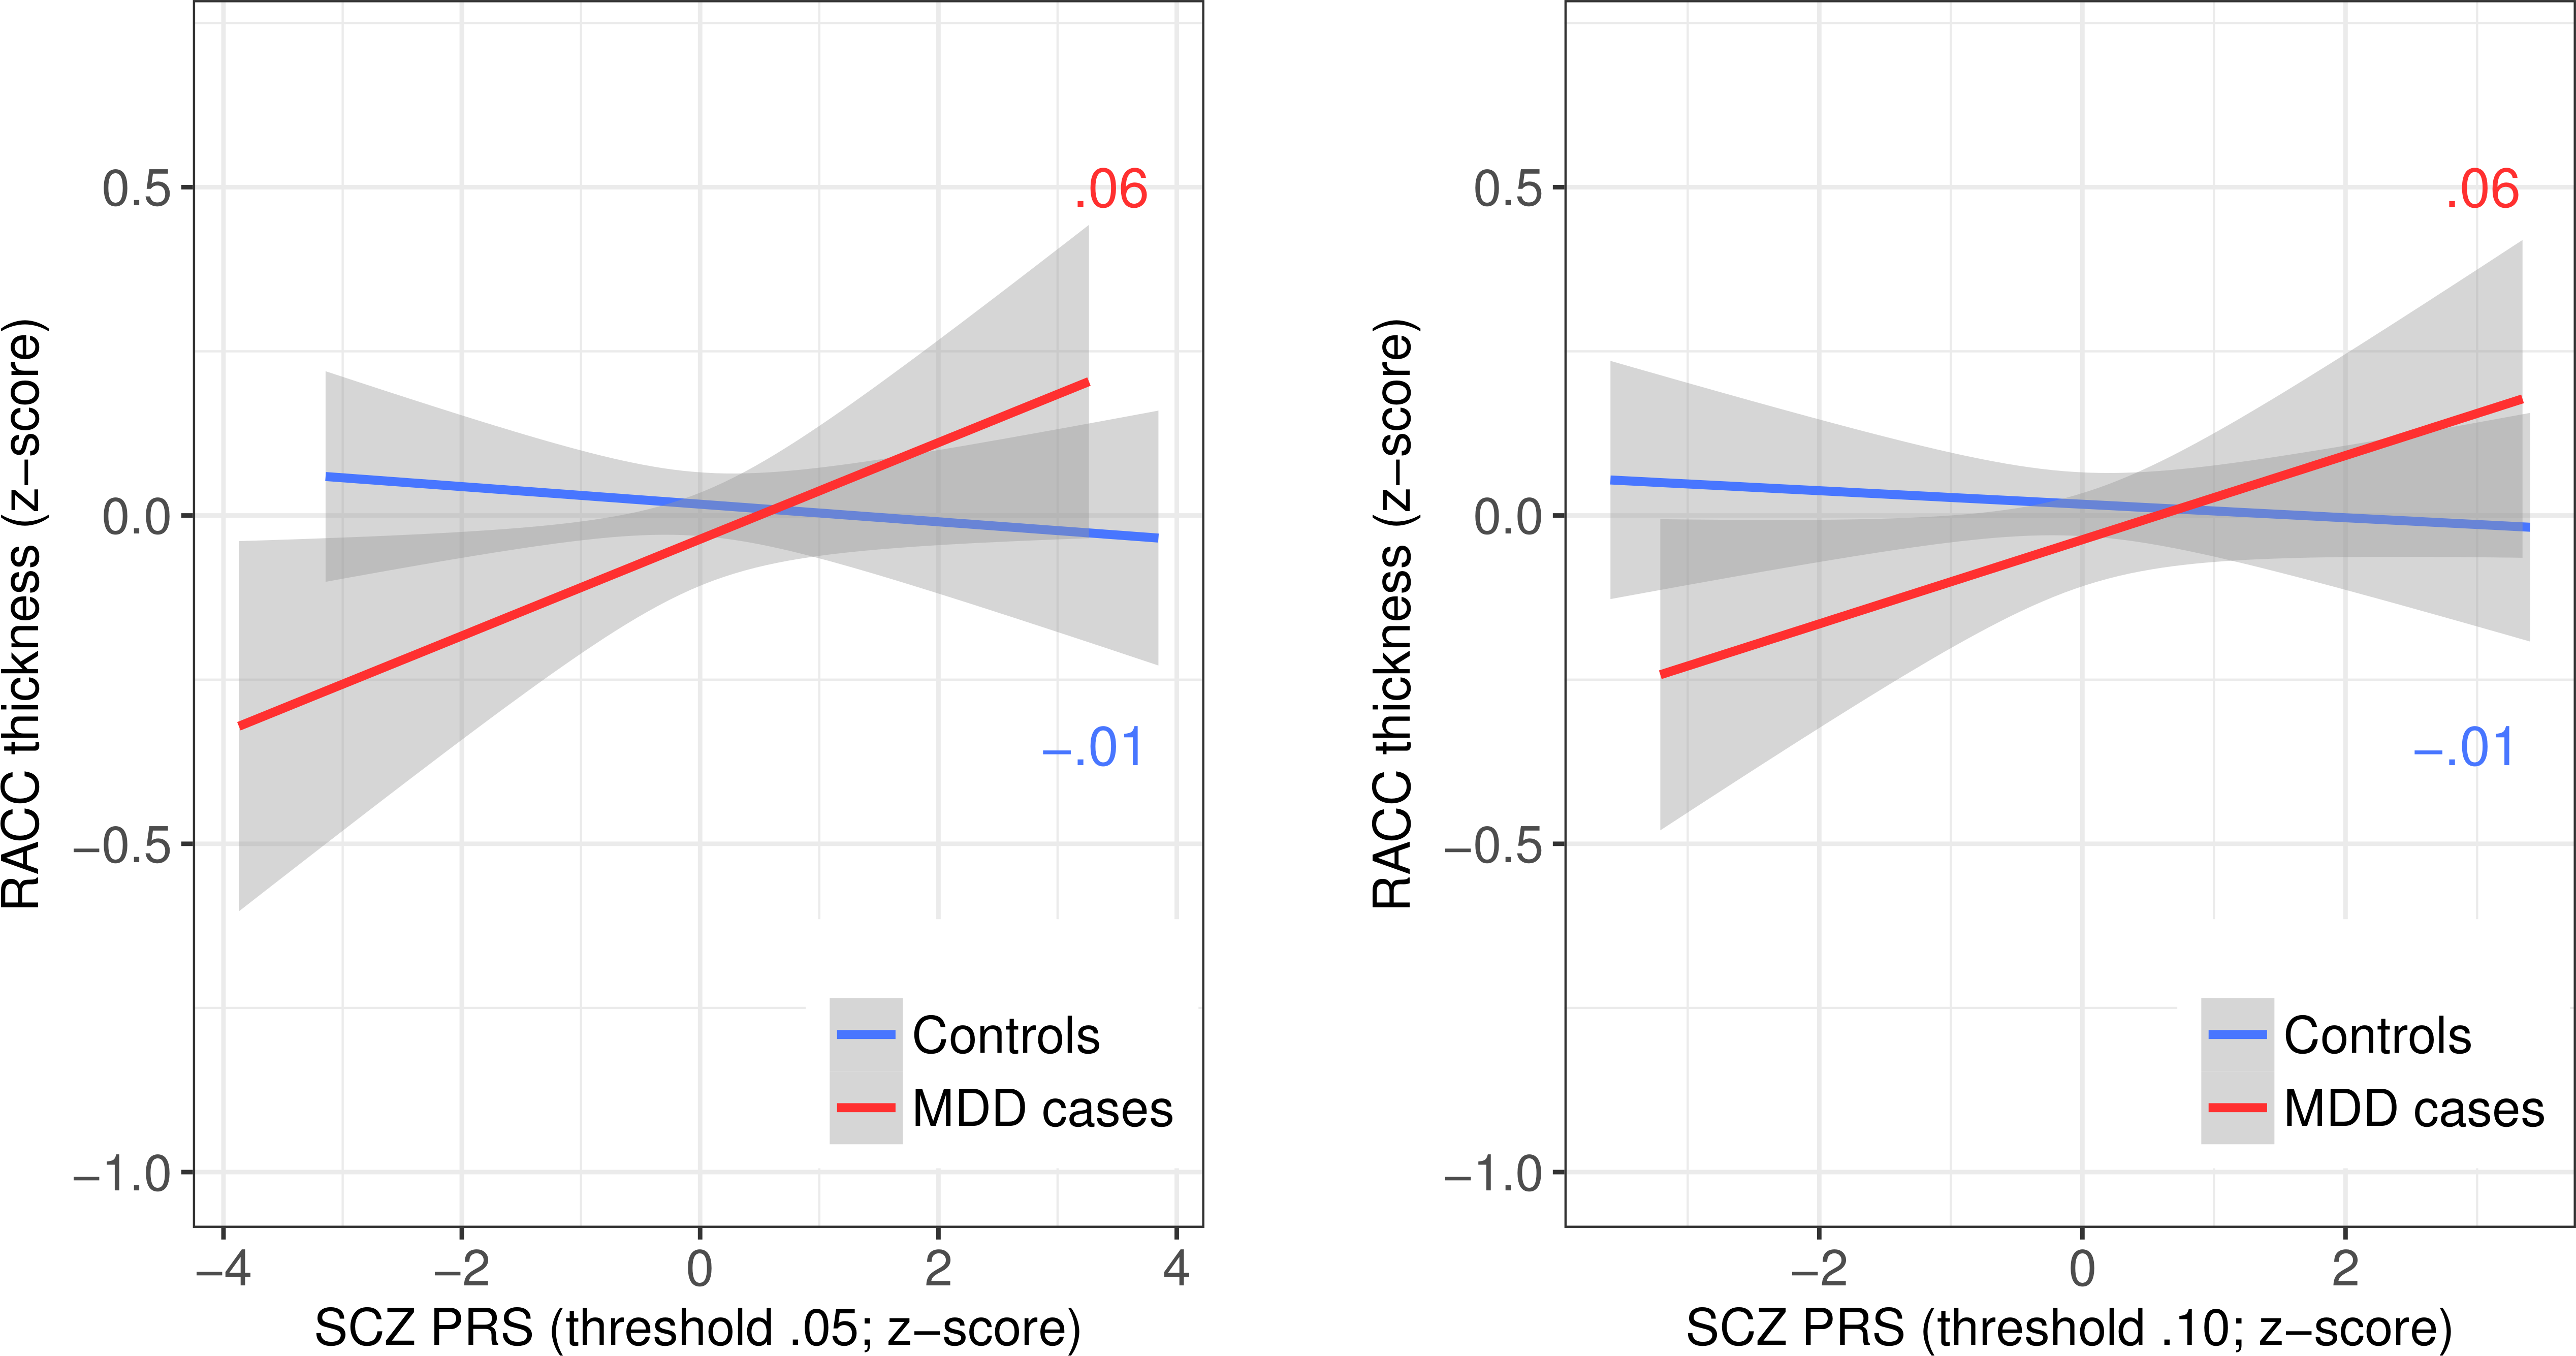 RACC thickness (z−score)
0.5
0.0
−0.5
−1.0
.06
−.01
Controls
MDD cases
−4 −2 0 2 4
SCZ PRS (threshold .05; z−score)
RACC thickness (z−score)
0.5
0.0
−0.5
−1.0
.06
−.01
Controls
MDD cases
−2 0 2
SCZ PRS (threshold .10; z−score)